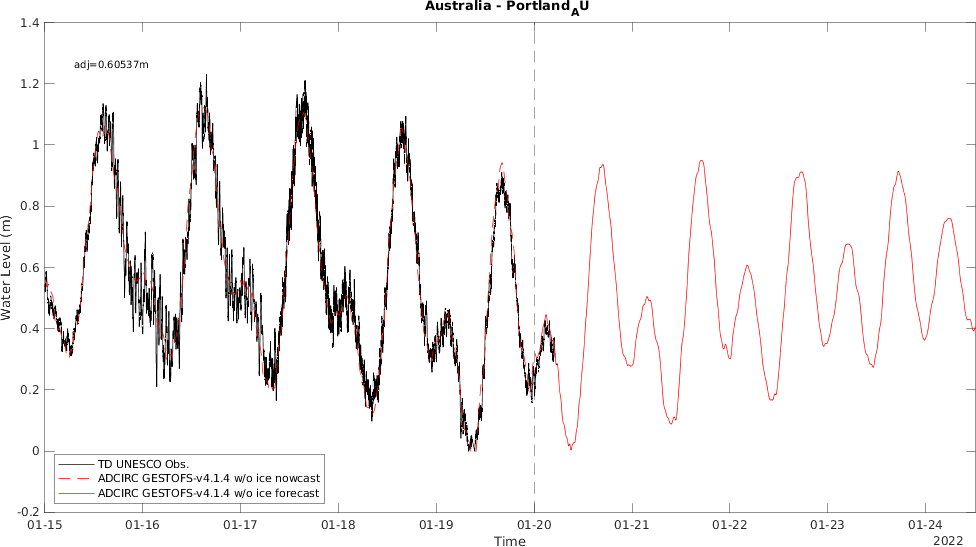 Australia - Portland_AU
adj=0.60537m
Water Level (m)
1.4
1.2
1
0.8
0.6
0.4
0.2
0
-0.2
TD UNESCO Obs.
ADCIRC GESTOFS-v4.1.4 w/o ice nowcast
ADCIRC GESTOFS-v4.1.4 w/o ice forecast
01-15 01-16 01-17 01-18 01-19 01-20 01-21 01-22 01-23 01-24
Time
2022